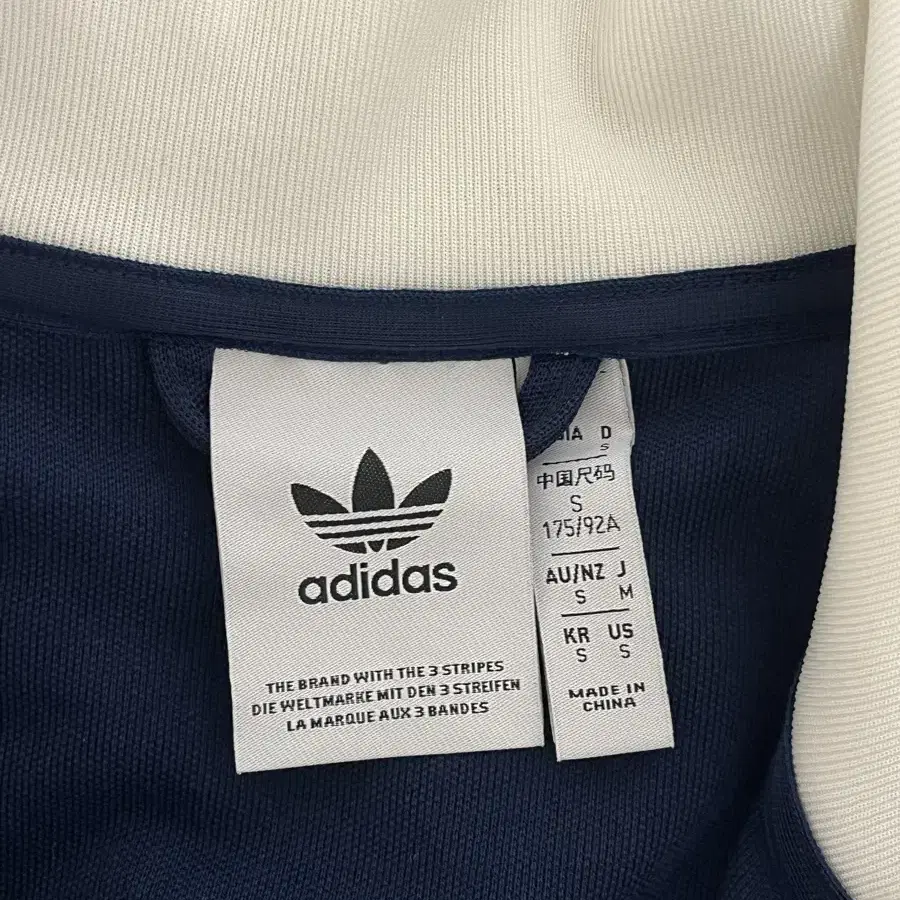 adidas
THE BRAND WITH THE 3 STRIPES
DIE WELTMARKE MIT DEN 3 STREIFEN
LA MARQUE AUX 3 BANDES
D
S
中国尺码
S
175/92A
AU/NZ J
S M
KR US
S S
MADE IN
CHINA